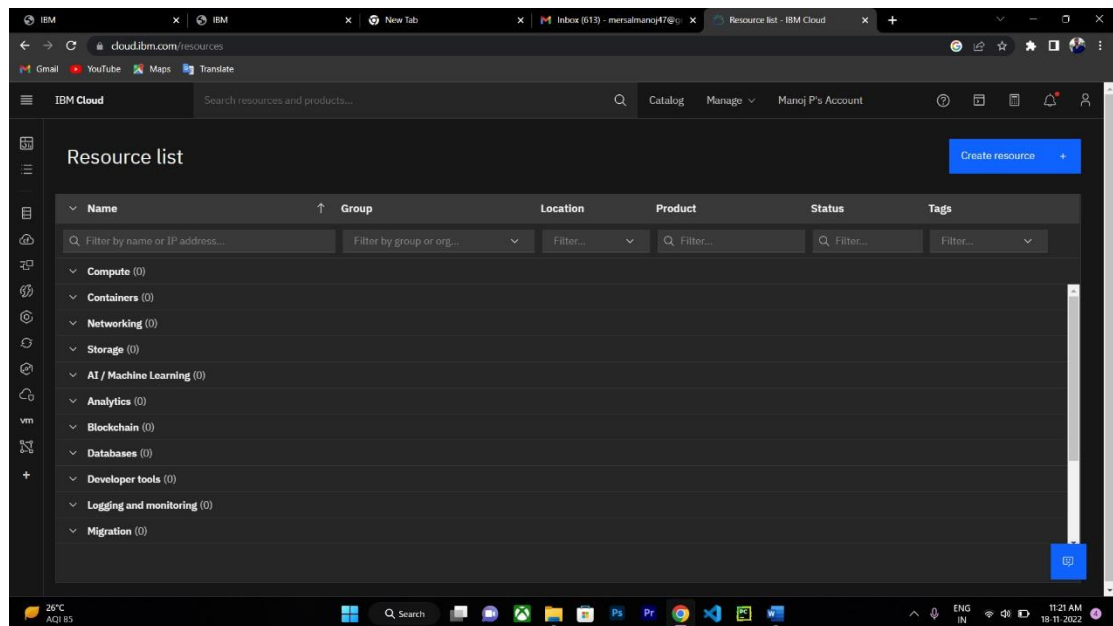 IBM
IBM
New Tab
Inbox (613) - mersalmanoj47@g
Resource list - IBM Cloud
cloud.ibm.com/resources
Gmail
YouTube
Maps
Translate
IBM Cloud
Search resources and products...
Catalog
Manage
Manoj P's Account
Resource list
Create resource +
Name
Group
Location
Product
Status
Tags
Filter by name or IP address...
Filter by group or org...
Filter...
Filter...
Filter...
Filter...
Compute (0)
Containers (0)
Networking (0)
Storage (0)
AI / Machine Learning (0)
Analytics (0)
Blockchain (0)
Databases (0)
Developer tools (0)
Logging and monitoring (0)
Migration (0)
vm
26°C
AQI 85
Search
Ps
Pr
PC
ENG
IN
11:21 AM
18-11-2022
4